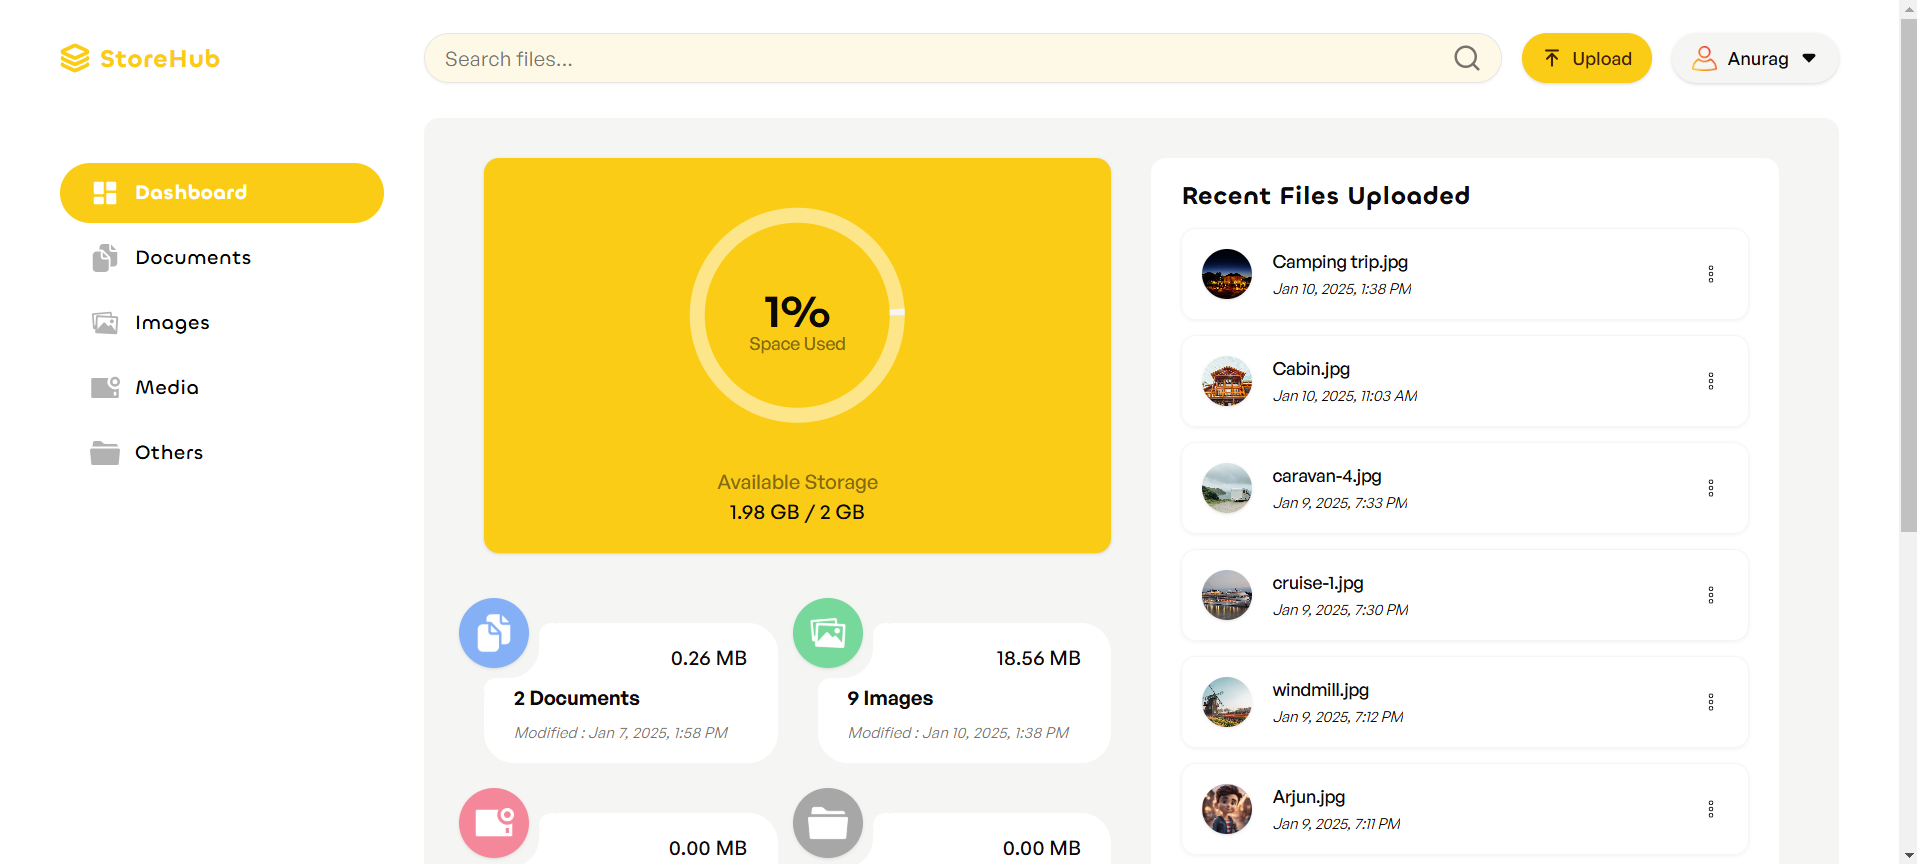 StoreHub
Search files...
Upload
Anurag
Dashboard
Documents
Images
Media
Others
1%
Space Used
Available Storage
1.98 GB / 2 GB
0.26 MB
2 Documents
Modified : Jan 7, 2025, 1:58 PM
18.56 MB
9 Images
Modified : Jan 10, 2025, 1:38 PM
0.00 MB
0.00 MB
Recent Files Uploaded
Camping trip.jpg
Jan 10, 2025, 1:38 PM
Cabin.jpg
Jan 10, 2025, 11:03 AM
caravan-4.jpg
Jan 9, 2025, 7:33 PM
cruise-1.jpg
Jan 9, 2025, 7:30 PM
windmill.jpg
Jan 9, 2025, 7:12 PM
Arjun.jpg
Jan 9, 2025, 7:11 PM